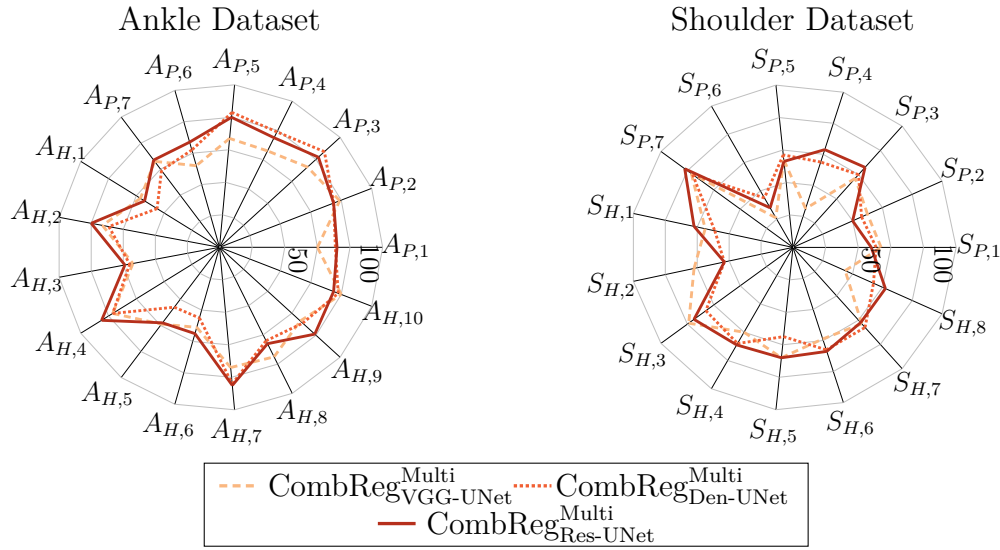 Ankle Dataset
Shoulder Dataset
A_{P,1}
A_{P,2}
A_{P,3}
A_{P,4}
A_{P,5}
A_{P,6}
A_{P,7}
A_{H,1}
A_{H,2}
A_{H,3}
A_{H,4}
A_{H,5}
A_{H,6}
A_{H,7}
A_{H,8}
A_{H,9}
A_{H,10}
50
100
S_{P,1}
S_{P,2}
S_{P,3}
S_{P,4}
S_{P,5}
S_{P,6}
S_{P,7}
S_{H,1}
S_{H,2}
S_{H,3}
S_{H,4}
S_{H,5}
S_{H,6}
S_{H,7}
S_{H,8}
50
100
CombReg^{Multi}_{VGG-UNet} CombReg^{Multi}_{Den-UNet}
CombReg^{Multi}_{Res-UNet}